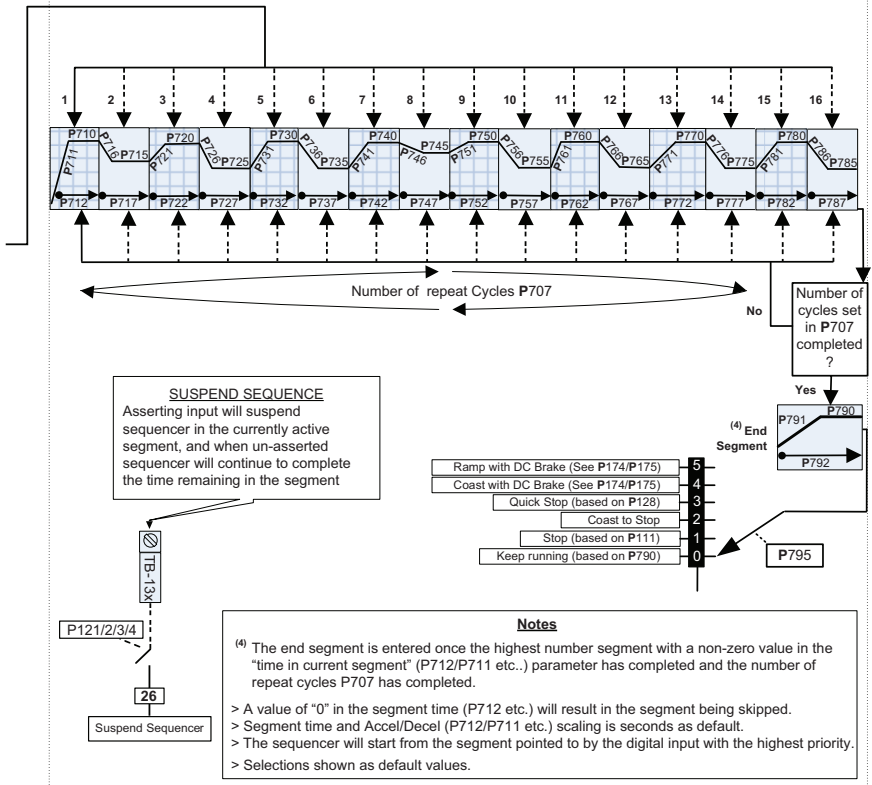 1 2 3 4 5 6 7 8 9 10 11 12 13 14 15 16
P710 P711 P712
P716 P715 P717
P720 P721 P722
P726 P725 P727
P730 P731 P732
P736 P735 P737
P740 P741 P742
P745 P746 P747
P750 P751 P752
P756 P755 P757
P760 P761 P762
P766 P765 P767
P770 P771 P772
P776 P775 P777
P780 P781 P782
P786 P785 P787
Number of repeat Cycles P707
No
Number of
cycles set
in P707
completed
?
Yes
(4) End
Segment
P791 P790
P792
SUSPEND SEQUENCE
Asserting input will suspend
sequencer in the currently active
segment, and when un-asserted
sequencer will continue to complete
the time remaining in the segment
Ramp with DC Brake (See P174/P175) 5
Coast with DC Brake (See P174/P175) 4
Quick Stop (based on P128) 3
Coast to Stop 2
Stop (based on P111) 1
Keep running (based on P790) 0
P795
TB-13x
P121/2/3/4
26
Suspend Sequencer
Notes
(4) The end segment is entered once the highest number segment with a non-zero value in the
“time in current segment” (P712/P711 etc..) parameter has completed and the number of
repeat cycles P707 has completed.
> A value of “0” in the segment time (P712 etc.) will result in the segment being skipped.
> Segment time and Accel/Decel (P712/P711 etc.) scaling is seconds as default.
> The sequencer will start from the segment pointed to by the digital input with the highest priority.
> Selections shown as default values.